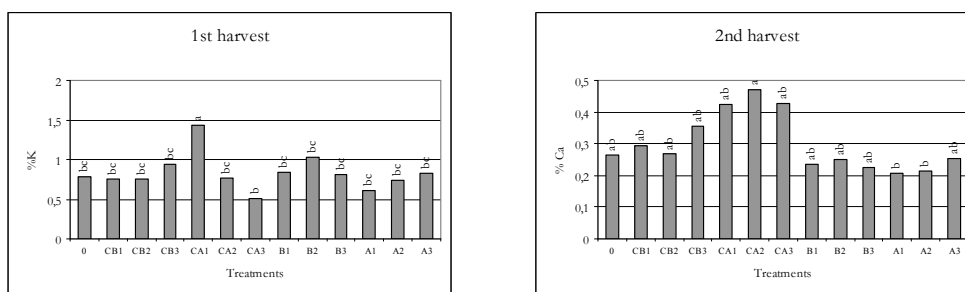 1st harvest
%K
2
1,5
1
0,5
0
bc bc bc bc a bc b bc bc bc bc bc bc
0 CB1 CB2 CB3 CA1 CA2 CA3 B1 B2 B3 A1 A2 A3
Treatments
2nd harvest
% Ca
0,5
0,4
0,3
0,2
0,1
0
ab ab ab ab ab a ab ab ab ab b b ab
0 CB1 CB2 CB3 CA1 CA2 CA3 B1 B2 B3 A1 A2 A3
Treatments